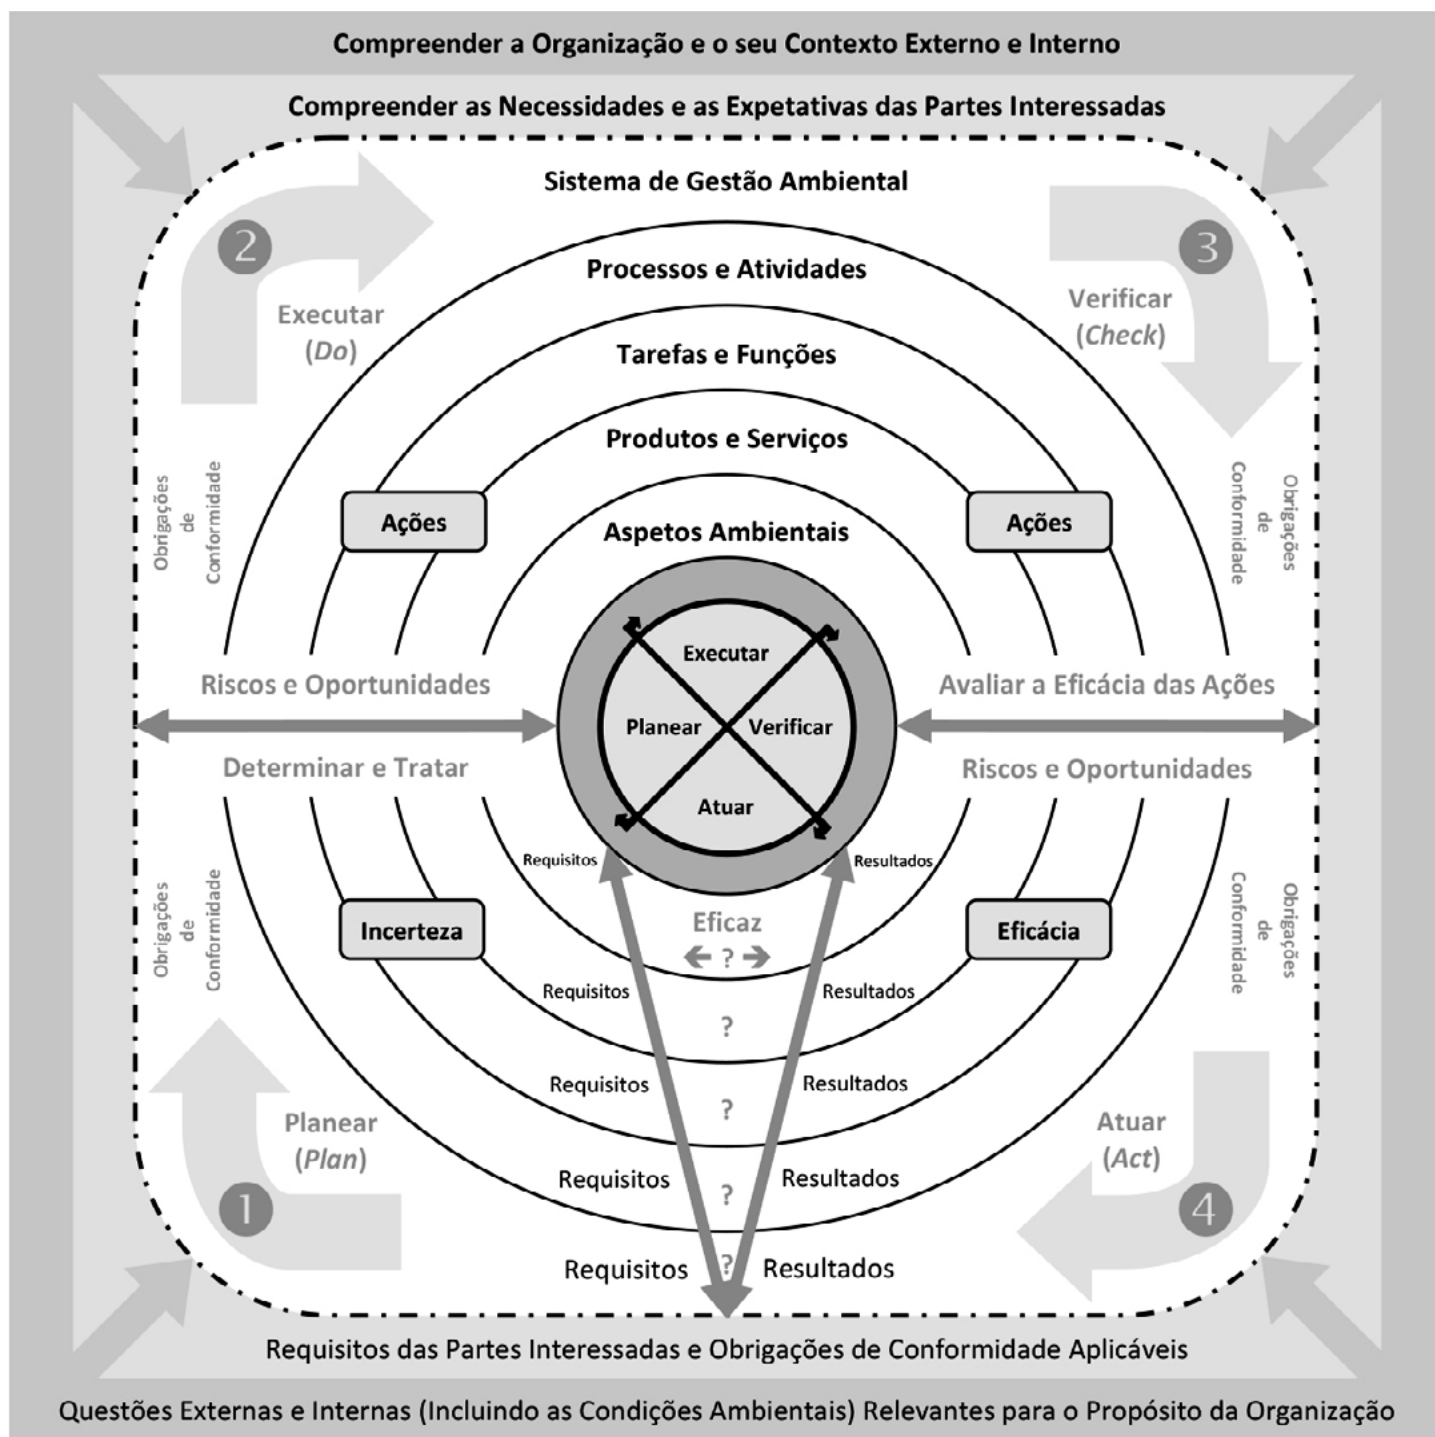 Compreender a Organização e o seu Contexto Externo e Interno
Compreender as Necessidades e as Expetativas das Partes Interessadas
Sistema de Gestão Ambiental
2
Executar
(Do)
3
Verificar
(Check)
Processos e Atividades
Tarefas e Funções
Produtos e Serviços
Aspetos Ambientais
Obrigações
de
Conformidade
Ações
Ações
Obrigações
de
Conformidade
Executar
Planear
Verificar
Atuar
Riscos e Oportunidades
Determinar e Tratar
Avaliar a Eficácia das Ações
Riscos e Oportunidades
Requisitos
Resultados
Obrigações
de
Conformidade
Incerteza
Eficaz
?
Eficácia
Obrigações
de
Conformidade
Requisitos
?
Resultados
Requisitos
?
Resultados
Planear
(Plan)
1
Atuar
(Act)
4
Requisitos
?
Resultados
Requisitos
?
Resultados
Requisitos das Partes Interessadas e Obrigações de Conformidade Aplicáveis
Questões Externas e Internas (Incluindo as Condições Ambientais) Relevantes para o Propósito da Organização